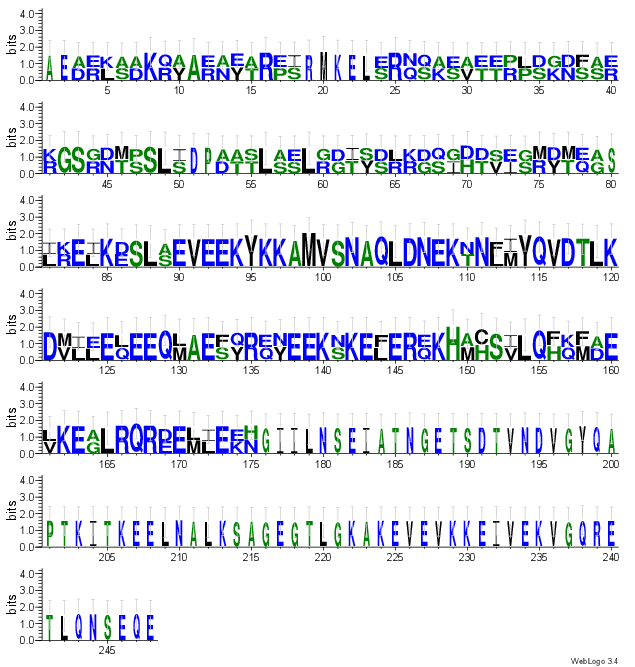 4.0
3.0
2.0
1.0
0.0
bits
AEAEKAAKQAAEAEAREIRMKELERNQAEAEEPLDGDFAE
DRLSDRYRNYTPSSQSKSVTTRPSKNSSR
5 10 15 20 25 30 35 40
4.0
3.0
2.0
1.0
0.0
bits
KGSGDMPSLIDPAASLAELGDISDLKDQGDDSEGMDMEAS
RRNTSSDTTSSRGTYSRRGSIHTVISRYTQG
45 50 55 60 65 70 75 80
4.0
3.0
2.0
1.0
0.0
bits
IKEIKDSLAEVEEKYKKAMVSNAQLDNEKNNFIYQVDTLK
LRLESTLM
85 90 95 100 105 110 115 120
4.0
3.0
2.0
1.0
0.0
bits
DMIEELEEQLAEFQRENEEKNKEFEREKHACSILQFKFAE
VLLQMYRQYSLQMHVHQMD
125 130 135 140 145 150 155 160
4.0
3.0
2.0
1.0
0.0
bits
LKEALRQRDELIEEHGIILNSEIATNGETSDTVNDVGYQA
VGEMLKN
165 170 175 180 185 190 195 200
4.0
3.0
2.0
1.0
0.0
bits
PTKITKEELNALKSAGEGTLGKAKEVEVKKEIVEKVGQRE
205 210 215 220 225 230 235 240
4.0
3.0
2.0
1.0
0.0
bits
TLQNSEQE
245
WebLogo 3.4